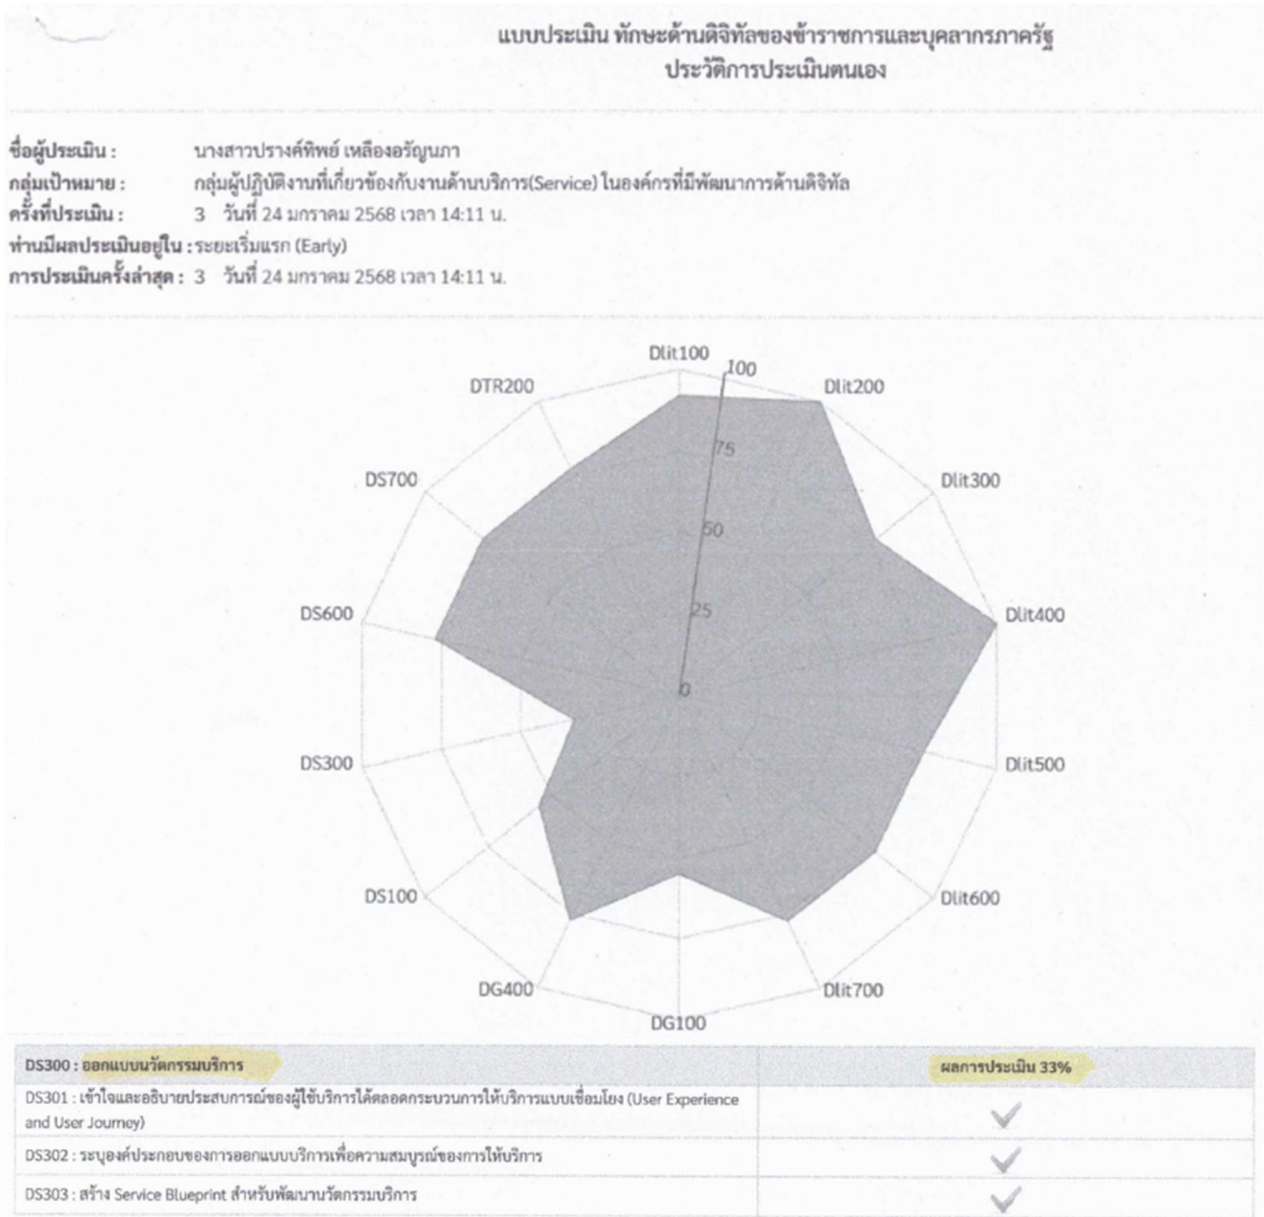 แบบประเมิน ทักษะด้านดิจิทัลของข้าราชการและบุคลากรภาครัฐ
ประวัติการประเมินตนเอง
ชื่อผู้ประเมิน : นางสาวปรางค์ทิพย์ เหลืองอรัญนภา
กลุ่มเป้าหมาย : กลุ่มผู้ปฏิบัติงานที่เกี่ยวข้องกับงานด้านบริการ(Service) ในองค์กรที่มีพัฒนาการด้านดิจิทัล
ครั้งที่ประเมิน : 3 วันที่ 24 มกราคม 2568 เวลา 14:11 น.
ท่านมีผลประเมินอยู่ใน : ระยะเริ่มแรก (Early)
การประเมินครั้งล่าสุด : 3 วันที่ 24 มกราคม 2568 เวลา 14:11 น.
Dlit100
100
DTR200
Dlit200
75
DS700
Dlit300
50
25
DS600
Dlit400
0
DS300
Dlit500
DS100
Dlit600
DG400
Dlit700
DG100
DS300 : ออกแบบนวัตกรรมบริการ ผลการประเมิน 33%
DS301 : เข้าใจและอธิบายประสบการณ์ของผู้ใช้บริการได้ตลอดกระบวนการให้บริการแบบเชื่อมโยง (User Experience
and User Journey)
DS302 : ระบุองค์ประกอบของการออกแบบบริการเพื่อความสมบูรณ์ของการให้บริการ
DS303 : สร้าง Service Blueprint สำหรับพัฒนานวัตกรรมบริการ